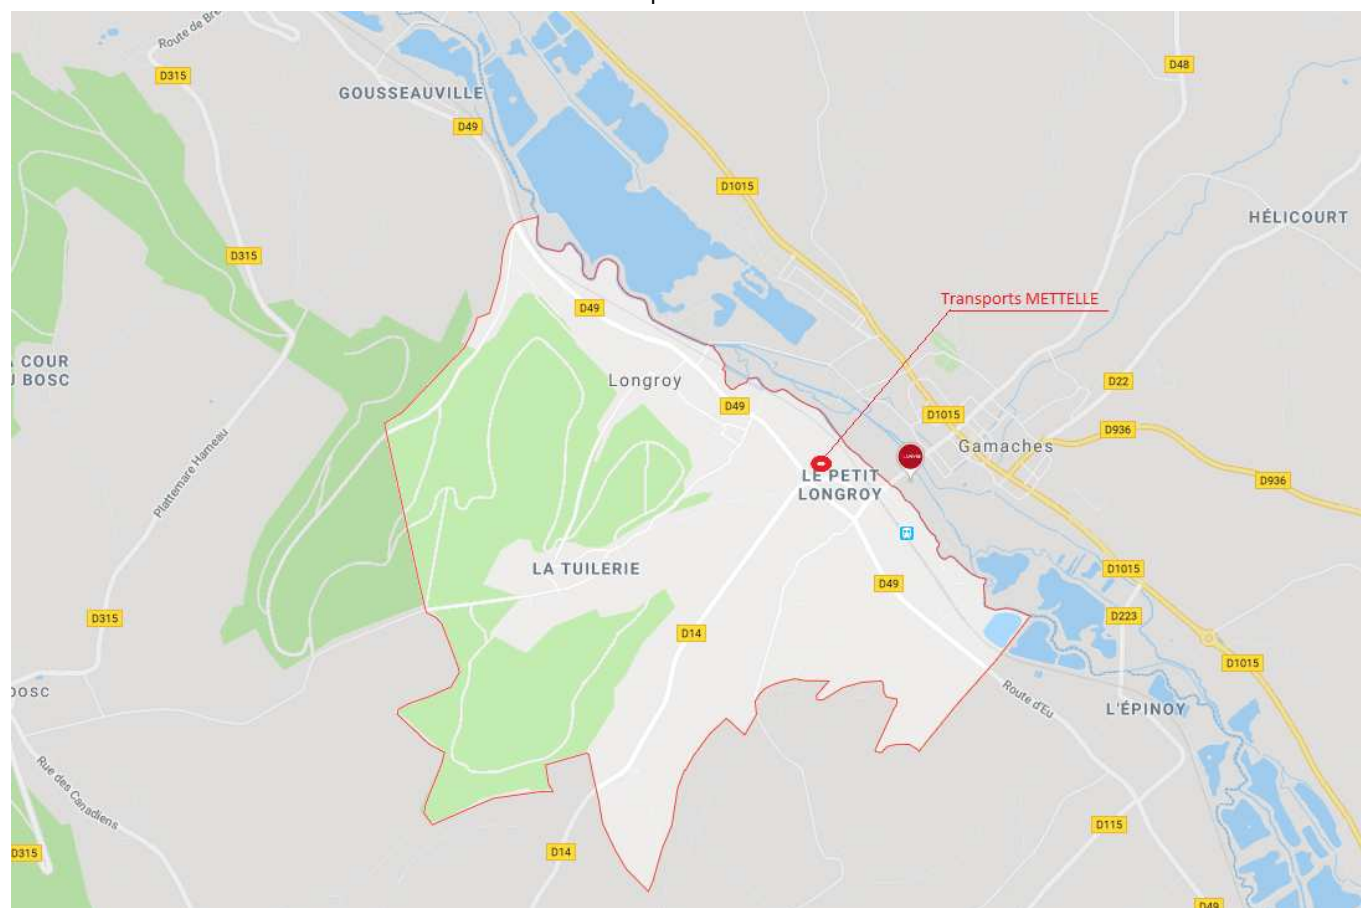 Route de Bre
D315
D48
GOUSSEAUVILLE
D49
D1015
HÉLICOURT
D315
Transports METTELLE
D49
COUR
BOSC
Longroy
D22
D49
D1015
D936
Gamaches
Plattemare Hameau
LE PETIT
LONGROY
D936
LA TUILERIE
D1015
D49
D315
D223
D14
D1015
Route d'Eu
L'ÉPINOY
Rue des Canadiens
D115
D315
D14
D49